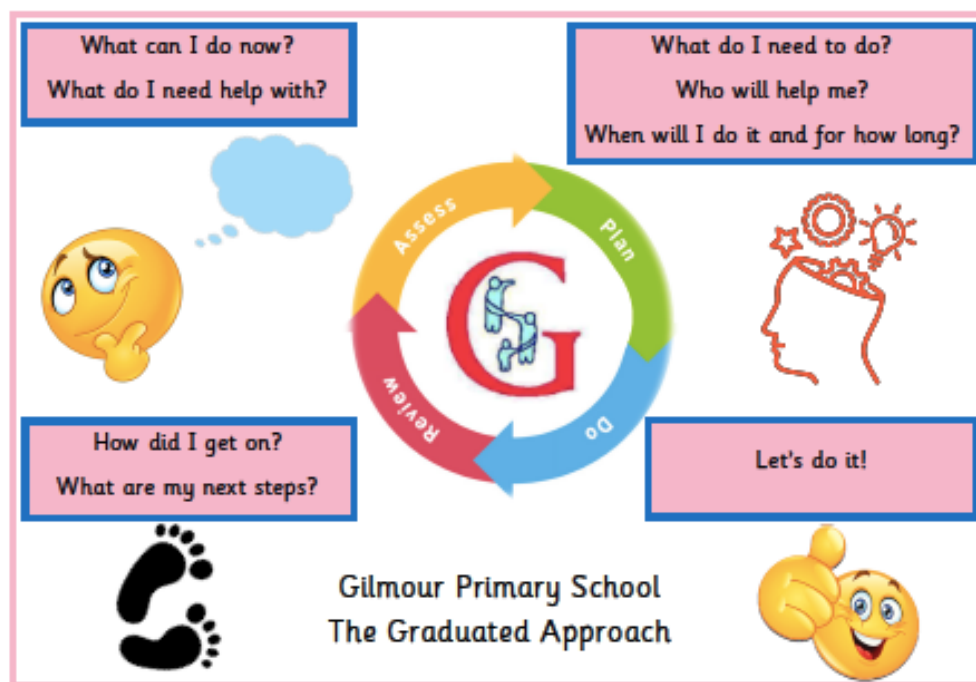 What can I do now?
What do I need help with?
What do I need to do?
Who will help me?
When will I do it and for how long?
Assess
Plan
G
Review
Do
How did I get on?
What are my next steps?
Let's do it!
Gilmour Primary School
The Graduated Approach